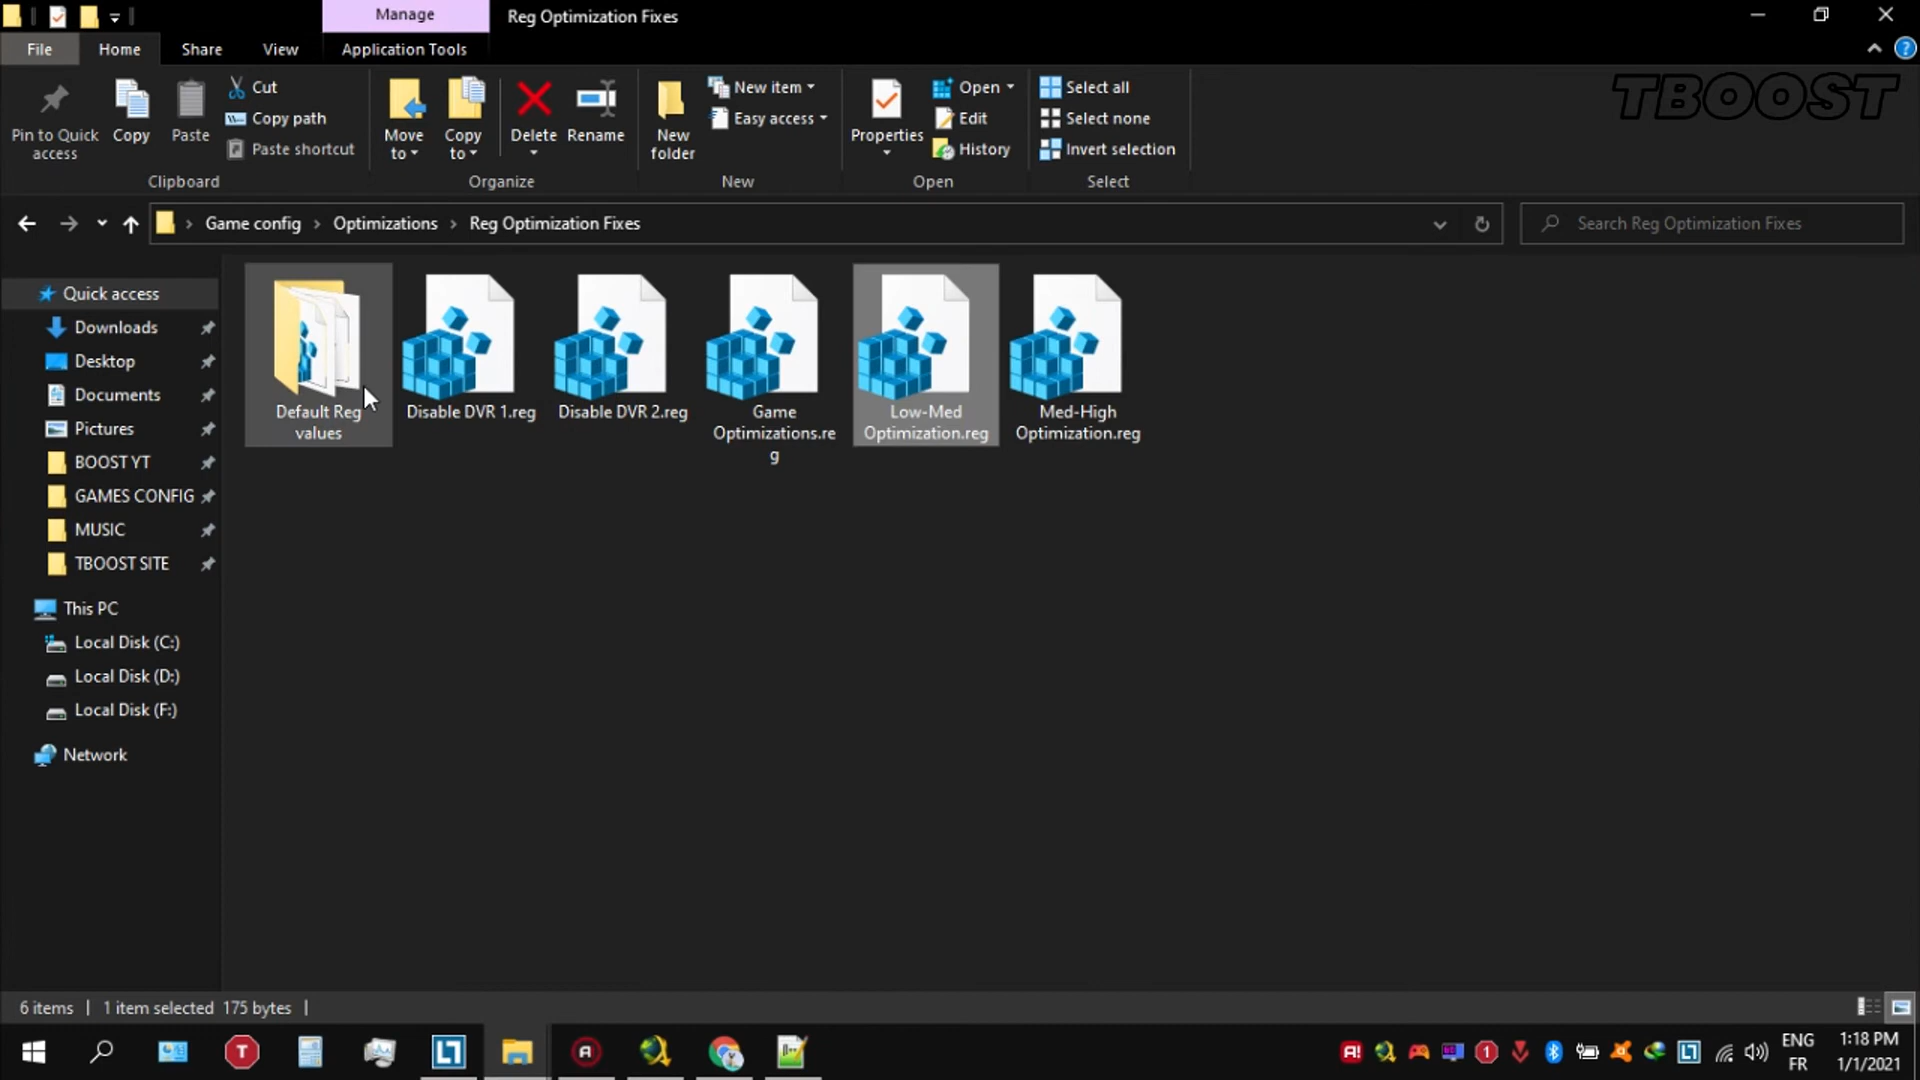 Manage
Reg Optimization Fixes
File
Home
Share
View
Application Tools
Pin to Quick
access
Copy
Paste
Cut
Copy path
Paste shortcut
Clipboard
Move
to
Copy
to
Delete
Rename
Organize
New
folder
New item
Easy access
New
Properties
Open
Edit
History
Open
Select all
Select none
Invert selection
Select
TBOOST
Game config
Optimizations
Reg Optimization Fixes
Search Reg Optimization Fixes
Quick access
Downloads
Desktop
Documents
Pictures
BOOST YT
GAMES CONFIG
MUSIC
TBOOST SITE
This PC
Local Disk (C:)
Local Disk (D:)
Local Disk (F:)
Network
Default Reg
values
Disable DVR 1.reg
Disable DVR 2.reg
Game
Optimizations.re
g
Low-Med
Optimization.reg
Med-High
Optimization.reg
6 items
1 item selected 175 bytes
ENG
FR
1:18 PM
1/1/2021